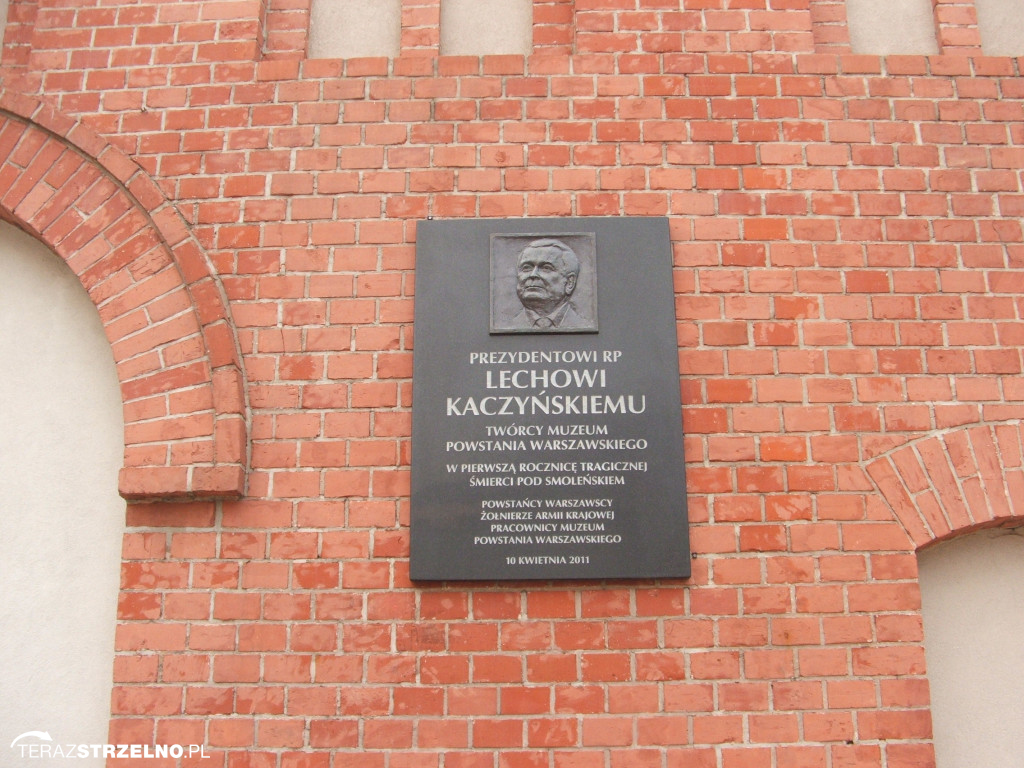 PREZYDENTOWI RP
LECHOWI
KACZYŃSKIEMU
TWÓRCY MUZEUM
POWSTANIA WARSZAWSKIEGO
W PIERWSZĄ ROCZNICĘ TRAGICZNEJ
ŚMIERCI POD SMOLEŃSKIEM
POWSTAŃCY WARSZAWSCY
ŻOŁNIERZE ARMII KRAJOWEJ
PRACOWNICY MUZEUM
POWSTANIA WARSZAWSKIEGO
10 KWIETNIA 2011
TERAZSTRZELNO.PL